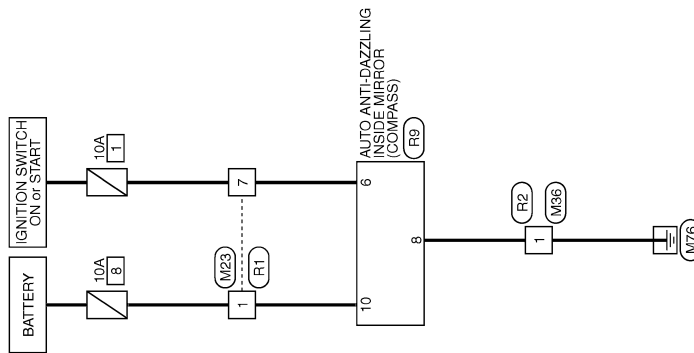 IGNITION SWITCH
ON or START
BATTERY
10A
1
10A
8
7
M23
1
R1
AUTO ANTI-DAZZLING
INSIDE MIRROR
(COMPASS)
R9
6
10
8
R2
1
M36
M76